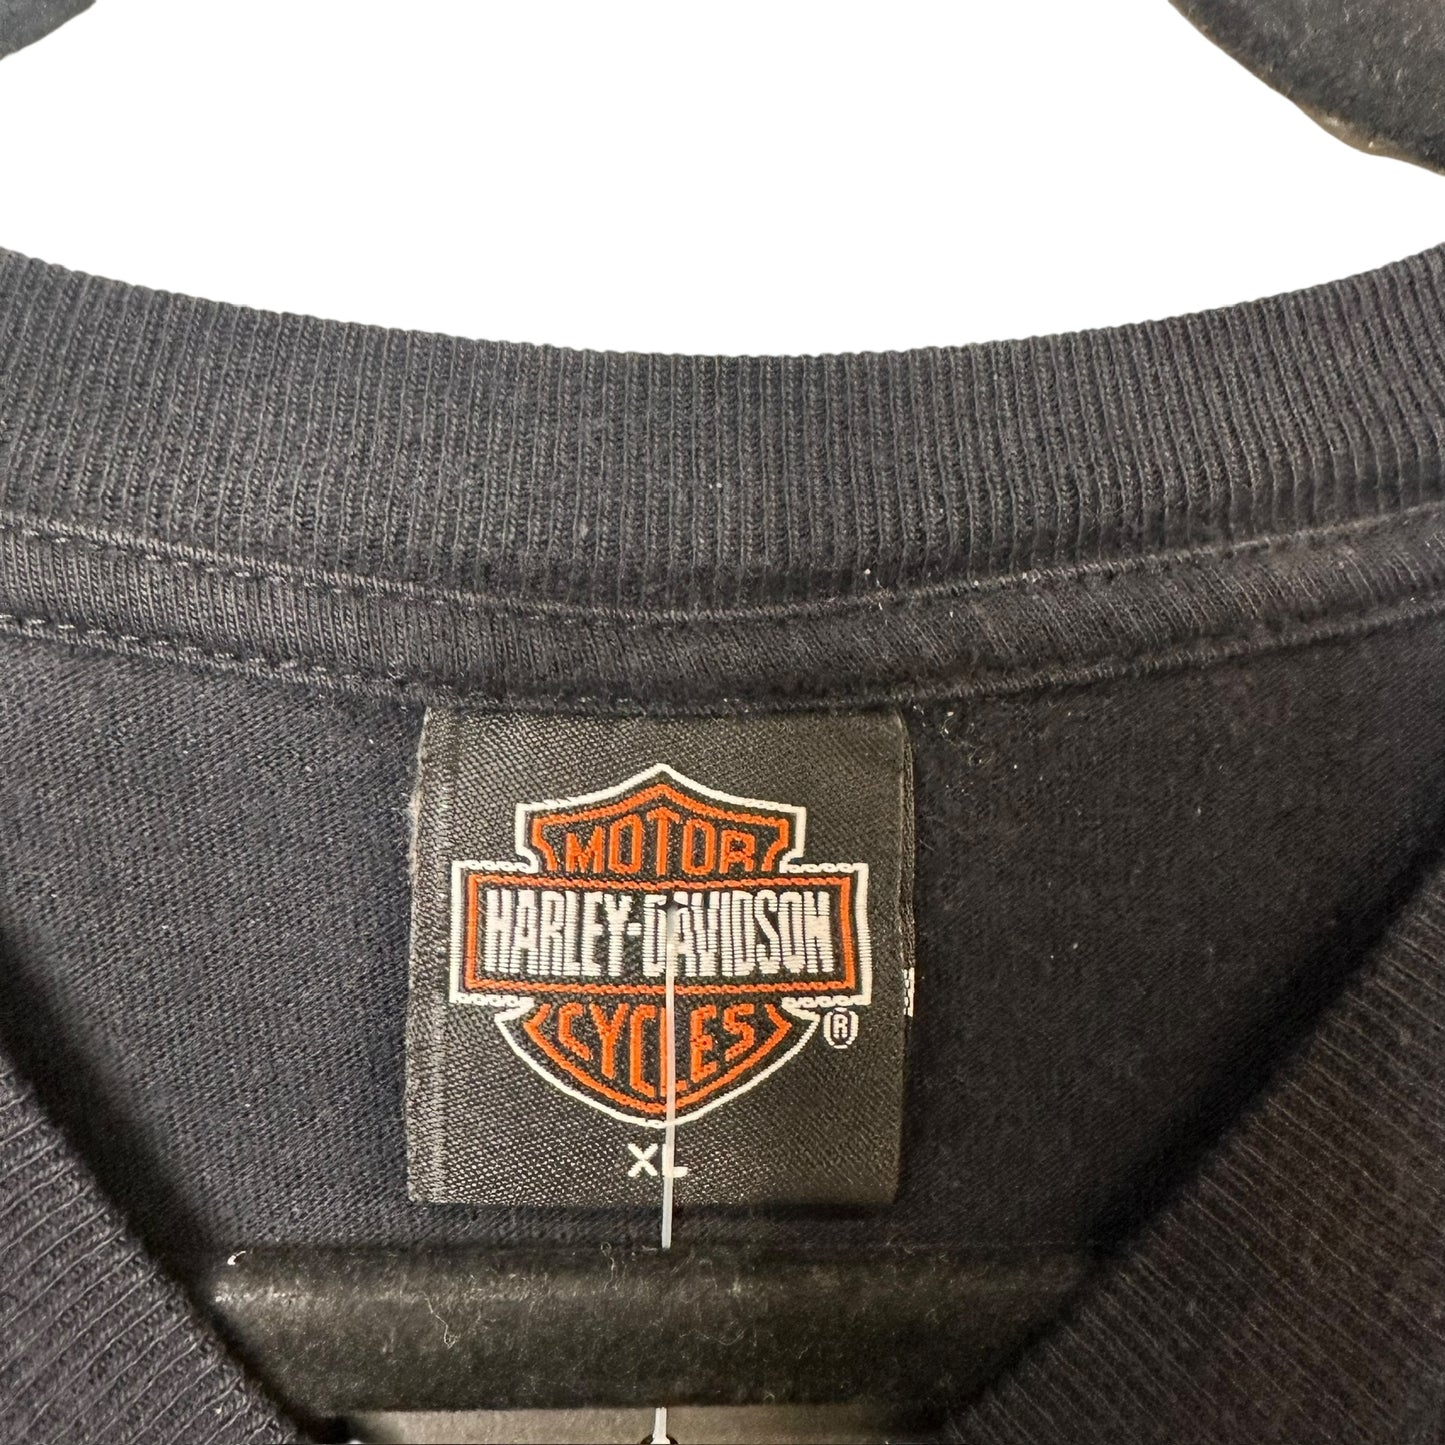 MOTOR
HARLEY-DAVIDSON
CYCLES
®
XL